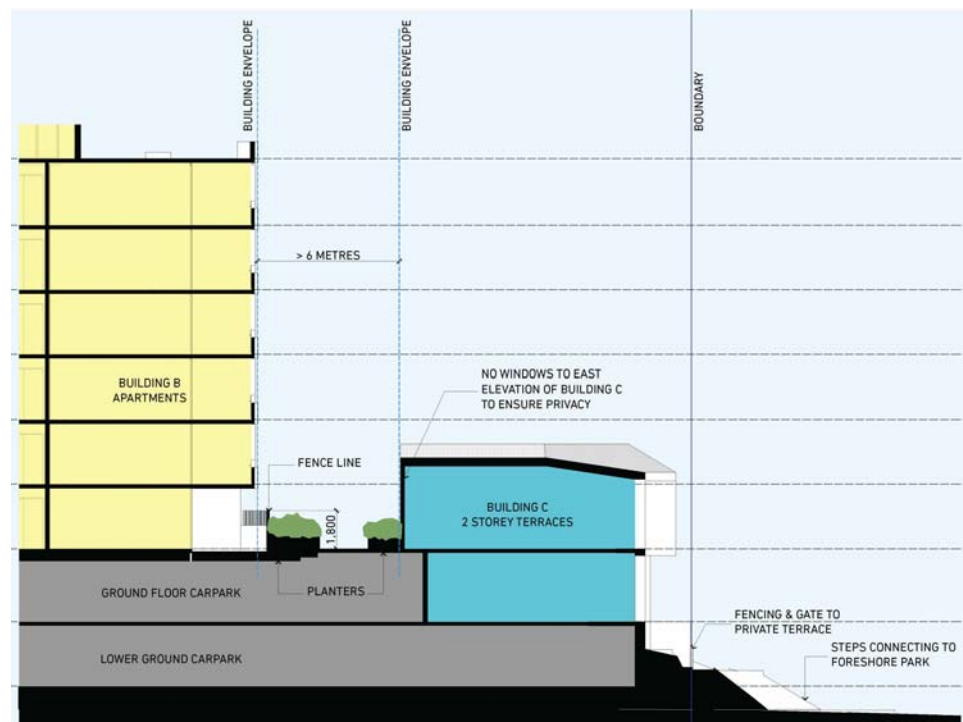 BUILDING ENVELOPE
BUILDING ENVELOPE
BOUNDARY
> 6 METRES
NO WINDOWS TO EAST
ELEVATION OF BUILDING C
TO ENSURE PRIVACY
BUILDING B
APARTMENTS
FENCE LINE
1,800
BUILDING C
2 STOREY TERRACES
GROUND FLOOR CARPARK
PLANTERS
FENCING & GATE TO
PRIVATE TERRACE
STEPS CONNECTING TO
FORESHORE PARK
LOWER GROUND CARPARK